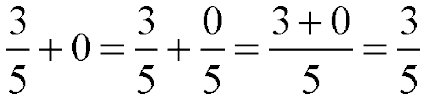 3/5 + 0 = 3/5 + 0/5 = (3 + 0)/5 = 3/5